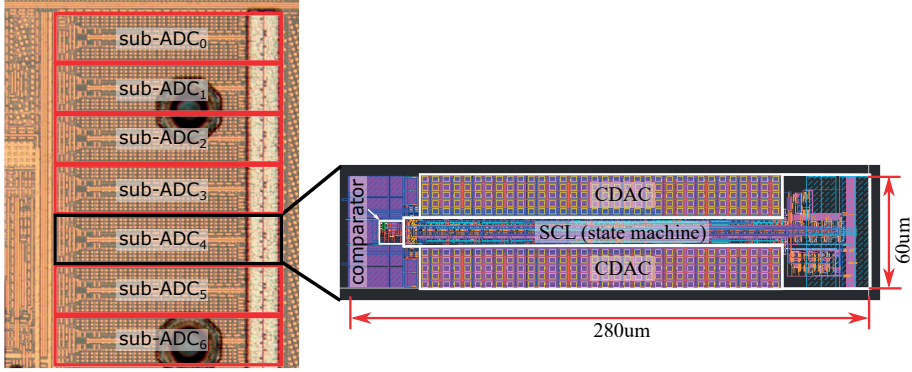 sub-ADC₀
sub-ADC₁
sub-ADC₂
sub-ADC₃
sub-ADC₄
sub-ADC₅
sub-ADC₆
comparator
CDAC
SCL (state machine)
CDAC
60um
280um